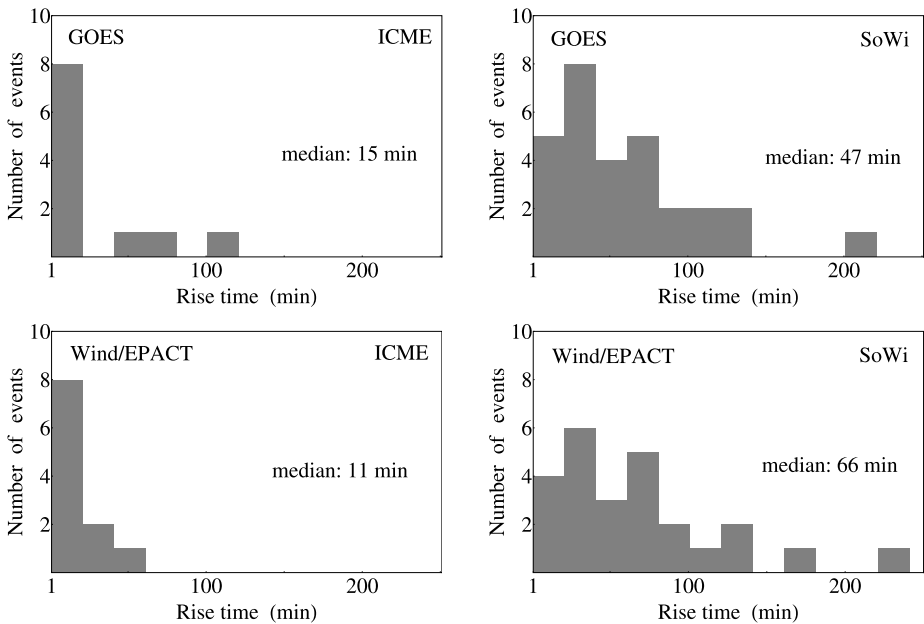 10
8
6
4
2
Number of events
GOES
ICME
median: 15 min
1
100
200
Rise time (min)
10
8
6
4
2
Number of events
GOES
SoWi
median: 47 min
1
100
200
Rise time (min)
10
8
6
4
2
Number of events
Wind/EPACT
ICME
median: 11 min
1
100
200
Rise time (min)
10
8
6
4
2
Number of events
Wind/EPACT
SoWi
median: 66 min
1
100
200
Rise time (min)